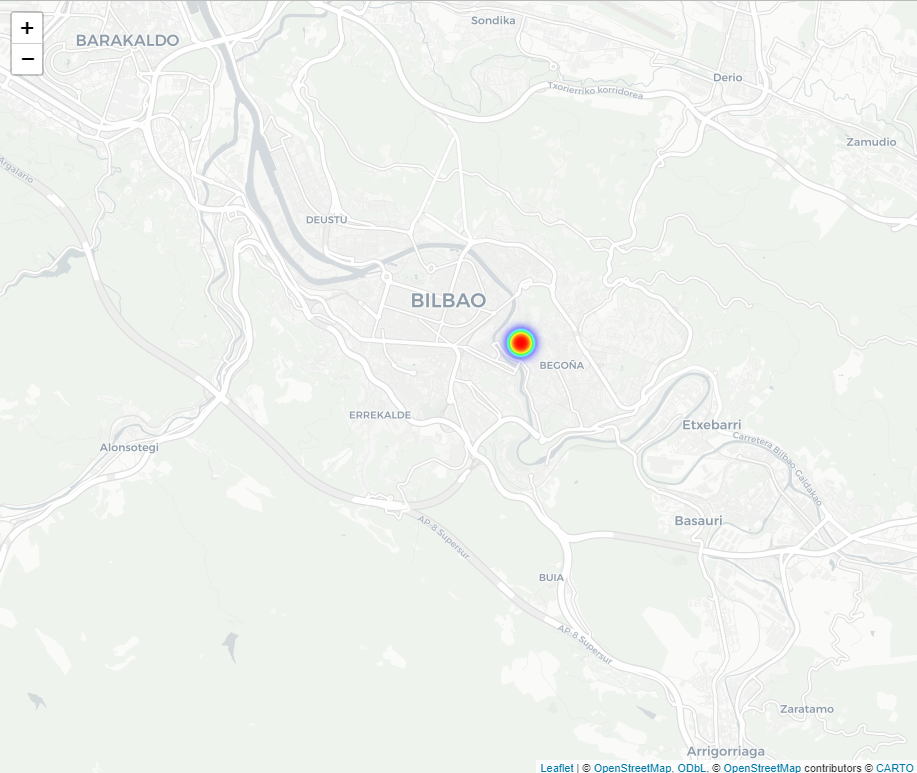 +
−
Sondika
BARAKALDO
Derio
Txorierriko korridorea
Zamudio
Argalario
DEUSTU
BILBAO
BEGOÑA
ERREKALDE
Etxebarri
Carretera Bilbao-Galdakao
Alonsotegi
Basauri
AP-8 Supersur
BUIA
AP-8 Supersur
Zaratamo
Arrigorriaga
Leaflet | © OpenStreetMap, ODbL, © OpenStreetMap contributors © CARTO